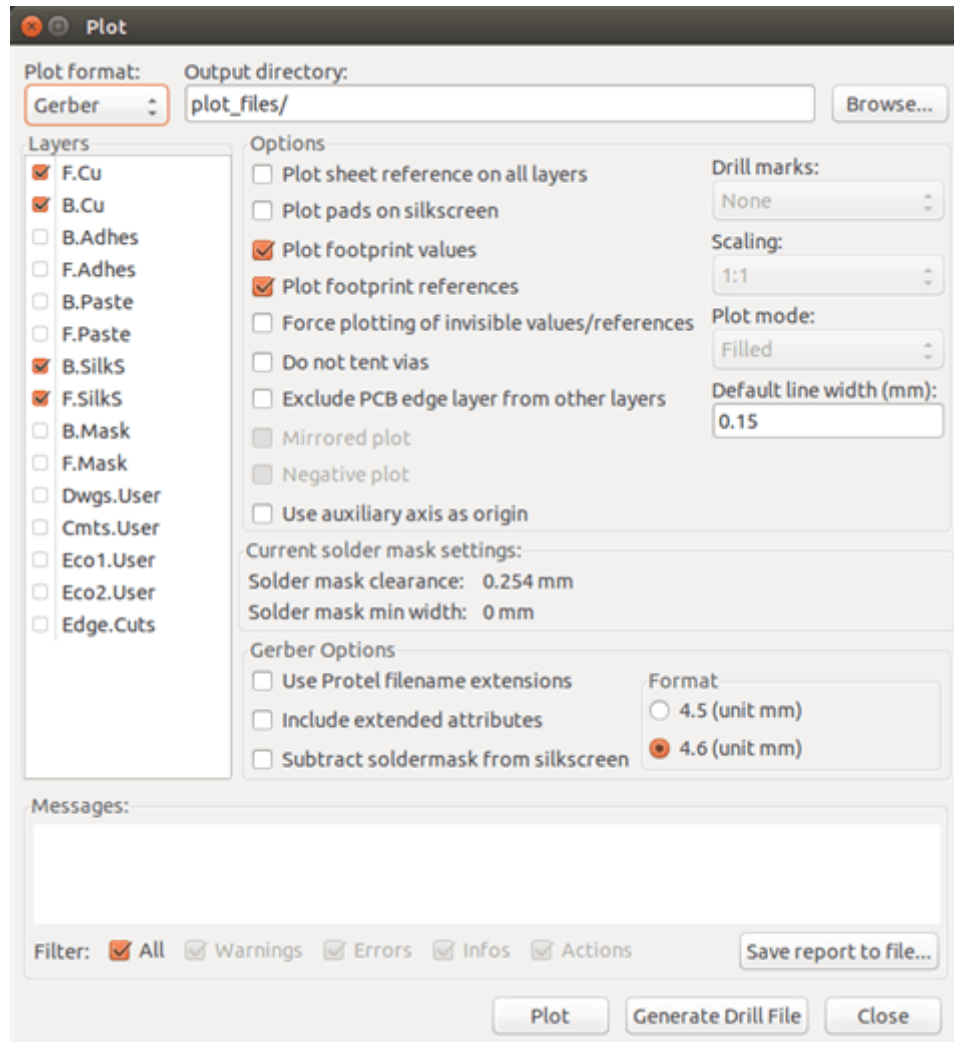 Plot
Plot format:
Output directory:
Gerber
plot_files/
Browse...
Layers
F.Cu
B.Cu
B.Adhes
F.Adhes
B.Paste
F.Paste
B.SilkS
F.SilkS
B.Mask
F.Mask
Dwgs.User
Cmts.User
Eco1.User
Eco2.User
Edge.Cuts
Options
Plot sheet reference on all layers
Plot pads on silkscreen
Plot footprint values
Plot footprint references
Force plotting of invisible values/references
Do not tent vias
Exclude PCB edge layer from other layers
Mirrored plot
Negative plot
Use auxiliary axis as origin
Drill marks:
None
Scaling:
1:1
Plot mode:
Filled
Default line width (mm):
0.15
Current solder mask settings:
Solder mask clearance: 0.254 mm
Solder mask min width: 0 mm
Gerber Options
Use Protel filename extensions
Include extended attributes
Subtract soldermask from silkscreen
Format
4.5 (unit mm)
4.6 (unit mm)
Messages:
Filter: All Warnings Errors Infos Actions
Save report to file...
Plot
Generate Drill File
Close